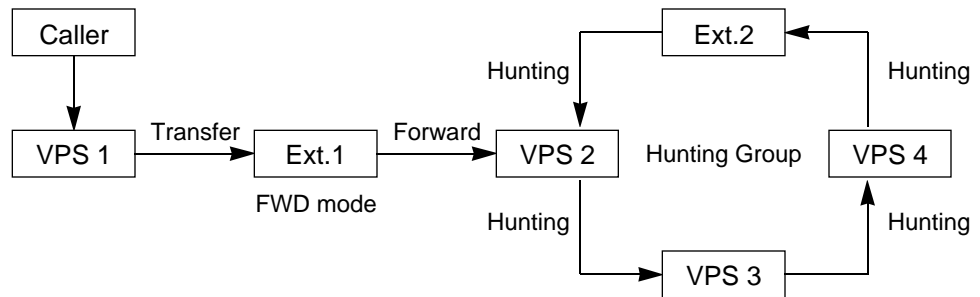 Caller
Ext.2
Hunting
Hunting
Transfer
Forward
VPS 1
Ext.1
VPS 2
Hunting Group
VPS 4
FWD mode
Hunting
Hunting
VPS 3